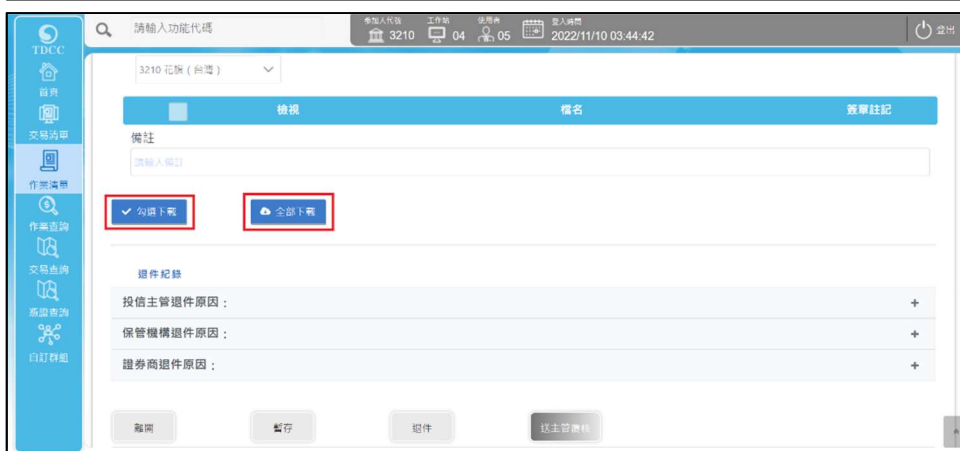 TDCC
請輸入功能代碼
參加人代號 工作站 使用者 登入時間
3210 04 05 2022/11/10 03:44:42
登出
首頁
交易清單
作業清單
作業查詢
交易查詢
憑證查詢
自訂群組
3210 花旗(台灣)
檢視 檔名 簽章註記
備註
請輸入備註
勾選下載 全部下載
退件紀錄
投信主管退件原因: +
保管機構退件原因: +
證券商退件原因: +
離開 暫存 退件 送主管覆核